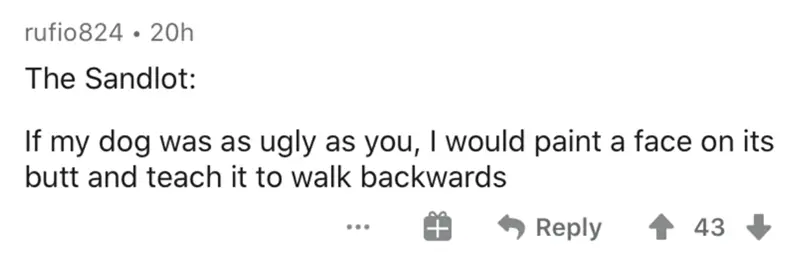 rufio824 • 20h
The Sandlot:
If my dog was as ugly as you, I would paint a face on its
butt and teach it to walk backwards
... Reply 43